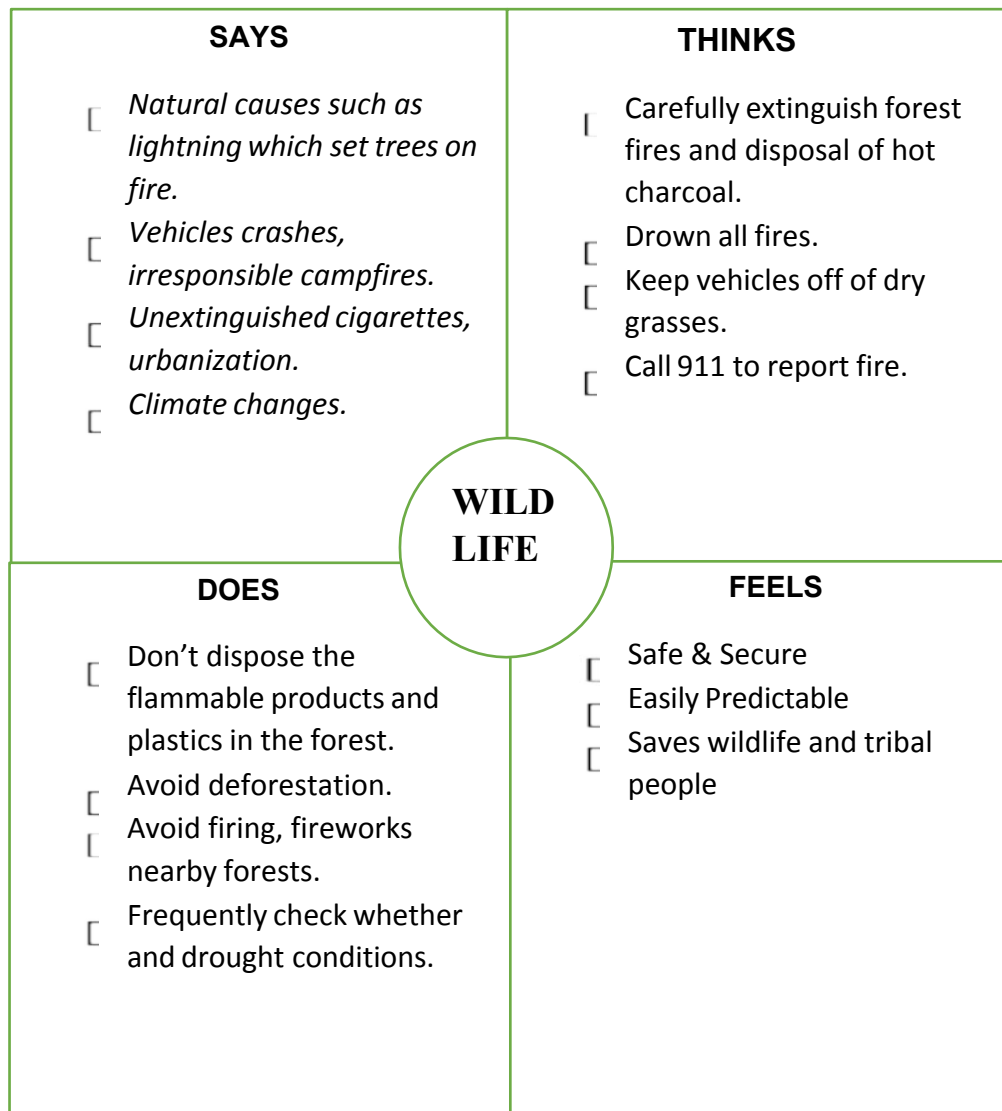 SAYS
Natural causes such as
lightning which set trees on
fire.
Vehicles crashes,
irresponsible campfires.
Unextinguished cigarettes,
urbanization.
Climate changes.
THINKS
Carefully extinguish forest
fires and disposal of hot
charcoal.
Drown all fires.
Keep vehicles off of dry
grasses.
Call 911 to report fire.
WILD
LIFE
DOES
Don’t dispose the
flammable products and
plastics in the forest.
Avoid deforestation.
Avoid firing, fireworks
nearby forests.
Frequently check whether
and drought conditions.
FEELS
Safe & Secure
Easily Predictable
Saves wildlife and tribal
people